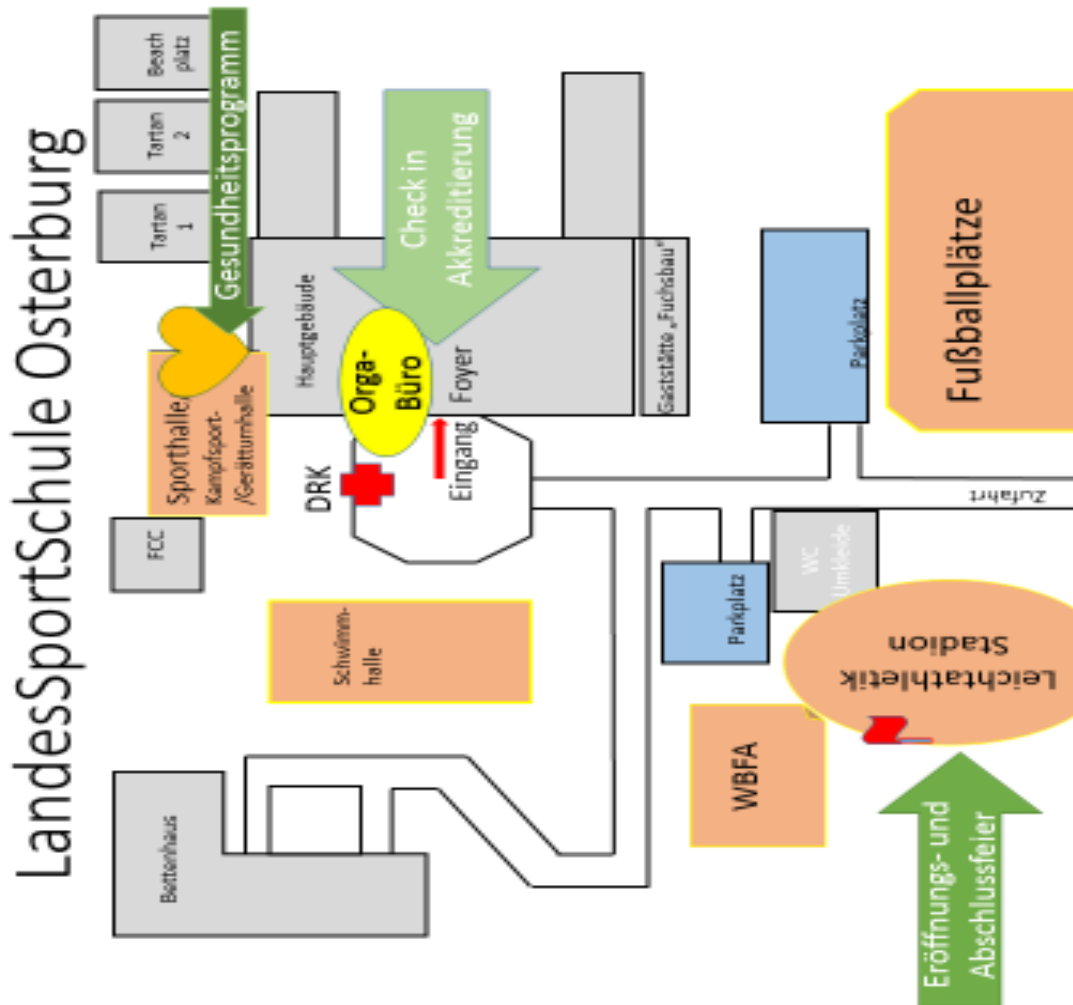 LandesSportSchule Osterburg
Beach
platz
Tartan
2
Tartan
1
Gesundheitsprogramm
Check in
Akkreditierung
Hauptgebäude
Orga-
Büro
Foyer
Eingang
DRK
Sporthalle/
Kampfsport-
/Gerätturnhalle
FCC
Schwimm-
halle
Bettenhaus
Gaststätte „Fuchsbau"
Parkplatz
Fußballplätze
Zufahrt
Parkplatz
WC
Umkleide
Leichtathletik
Stadion
WBFA
Eröffnungs- und
Abschlussfeier